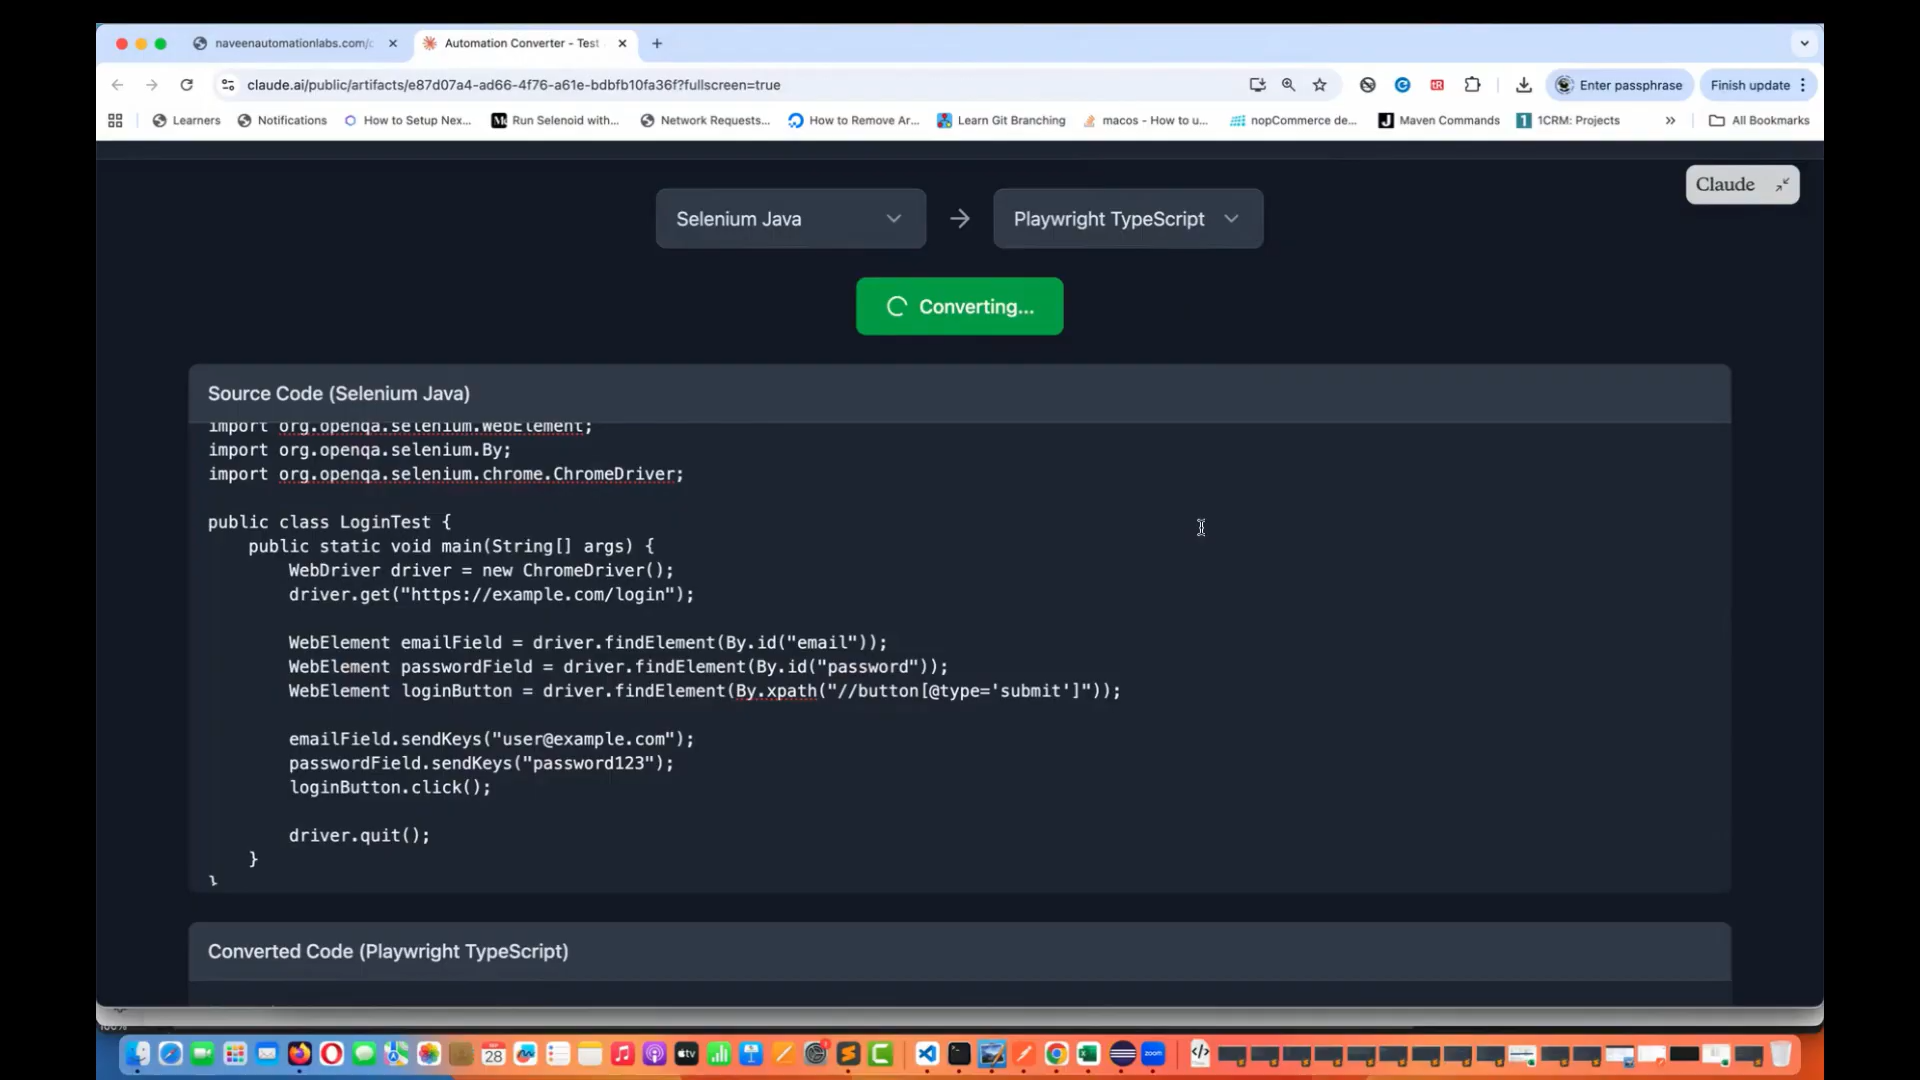 naveenautomationlabs.com/c
Automation Converter - Test
claude.ai/public/artifacts/e87d07a4-ad66-4f76-a61e-bdbfb10fa36f?fullscreen=true
Enter passphrase
Finish update
Learners
Notifications
How to Setup Nex...
Run Selenoid with...
Network Requests...
How to Remove Ar...
Learn Git Branching
macos - How to u...
nopCommerce de...
Maven Commands
1CRM: Projects
All Bookmarks
Claude
Selenium Java
Playwright TypeScript
Converting...
Source Code (Selenium Java)
import org.openqa.selenium.WebElement;
import org.openqa.selenium.By;
import org.openqa.selenium.chrome.ChromeDriver;
public class LoginTest {
public static void main(String[] args) {
WebDriver driver = new ChromeDriver();
driver.get("https://example.com/login");
WebElement emailField = driver.findElement(By.id("email"));
WebElement passwordField = driver.findElement(By.id("password"));
WebElement loginButton = driver.findElement(By.xpath("//button[@type='submit']"));
emailField.sendKeys("user@example.com");
passwordField.sendKeys("password123");
loginButton.click();
driver.quit();
}
}
Converted Code (Playwright TypeScript)
100%
28
tv
zoom